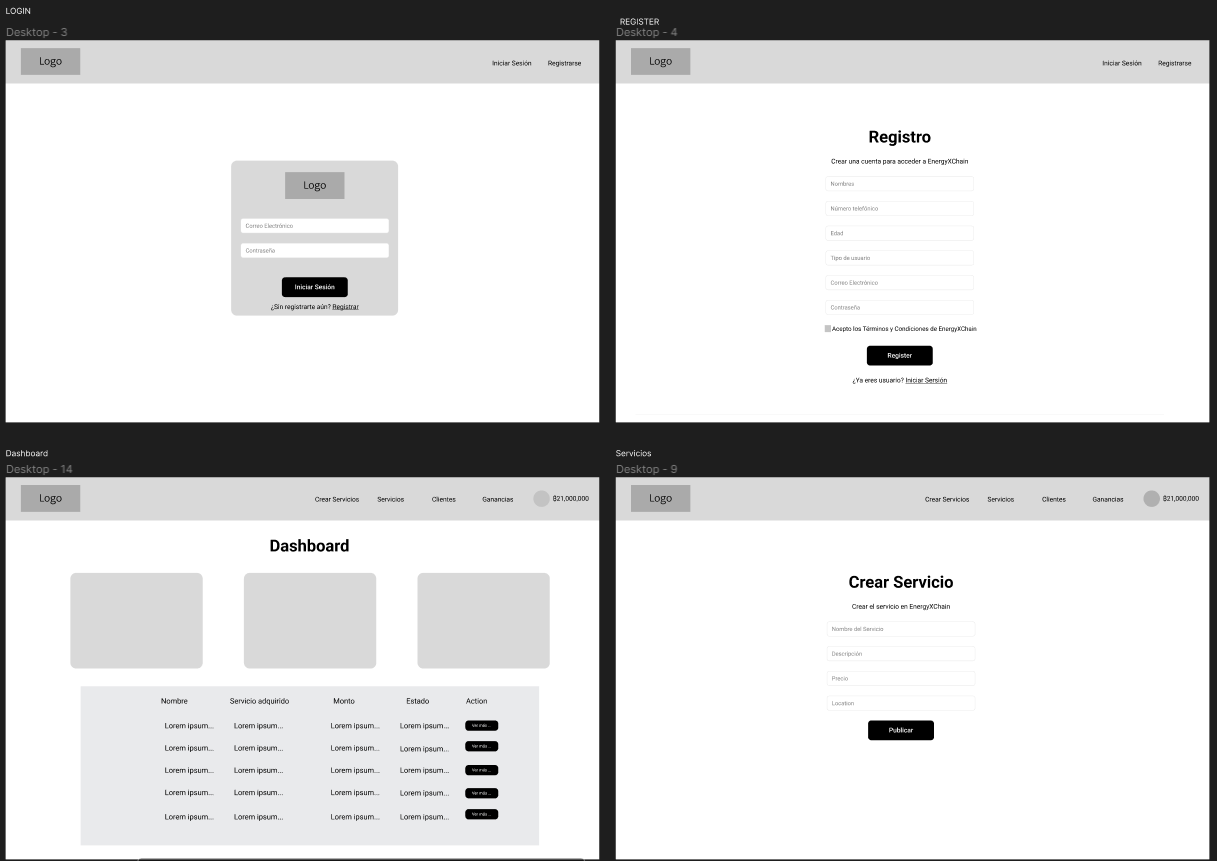 LOGIN
Desktop - 3
Logo
Iniciar Sesión
Registrarse
Logo
Correo Electrónico
Contraseña
Iniciar Sesión
¿Sin registrarte aún? Registrar
REGISTER
Desktop - 4
Logo
Iniciar Sesión
Registrarse
Registro
Crear una cuenta para acceder a EnergyXChain
Nombres
Número telefónico
Edad
Tipo de usuario
Correo Electrónico
Contraseña
Acepto los Términos y Condiciones de EnergyXChain
Register
¿Ya eres usuario? Iniciar Sersión
Dashboard
Desktop - 14
Logo
Crear Servicios
Servicios
Clientes
Ganancias
฿21,000,000
Dashboard
Nombre Servicio adquirido Monto Estado Action
Lorem ipsum... Lorem ipsum... Lorem ipsum... Lorem ipsum... Ver más ...
Lorem ipsum... Lorem ipsum... Lorem ipsum... Lorem ipsum... Ver más ...
Lorem ipsum... Lorem ipsum... Lorem ipsum... Lorem ipsum... Ver más ...
Lorem ipsum... Lorem ipsum... Lorem ipsum... Lorem ipsum... Ver más ...
Lorem ipsum... Lorem ipsum... Lorem ipsum... Lorem ipsum... Ver más ...
Servicios
Desktop - 9
Logo
Crear Servicios
Servicios
Clientes
Ganancias
฿21,000,000
Crear Servicio
Crear el servicio en EnergyXChain
Nombre del Servicio
Descripción
Precio
Location
Publicar